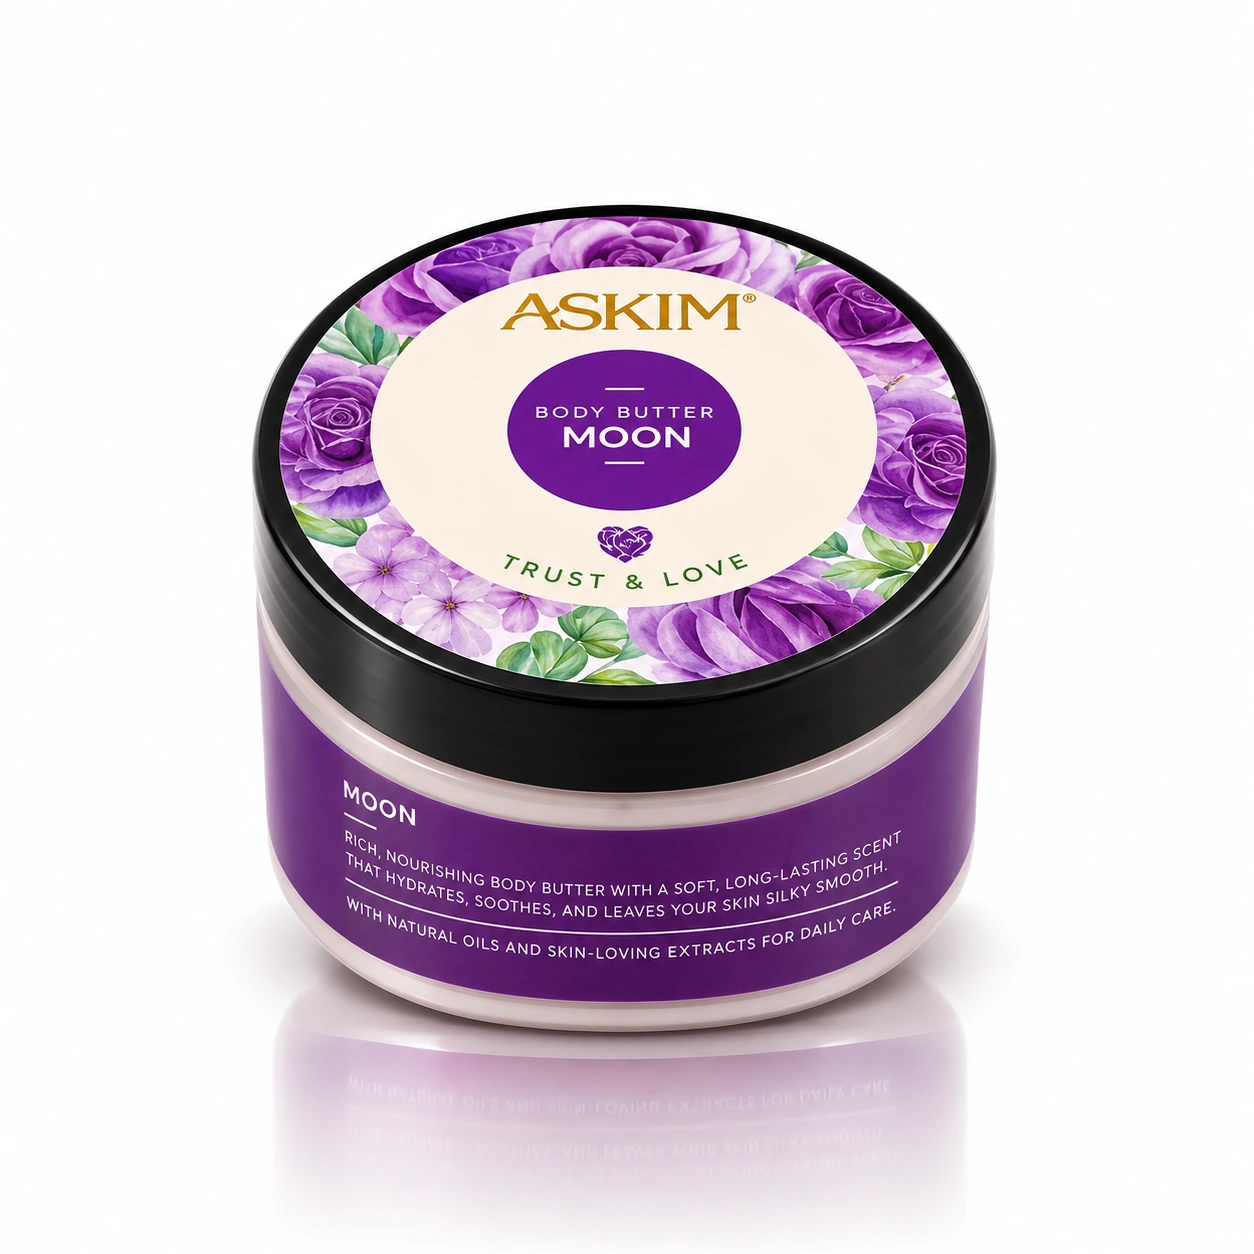 ASKIM®
BODY BUTTER
MOON
TRUST & LOVE
MOON
RICH, NOURISHING BODY BUTTER WITH A SOFT, LONG-LASTING SCENT
THAT HYDRATES, SOOTHES, AND LEAVES YOUR SKIN SILKY SMOOTH.
WITH NATURAL OILS AND SKIN-LOVING EXTRACTS FOR DAILY CARE.